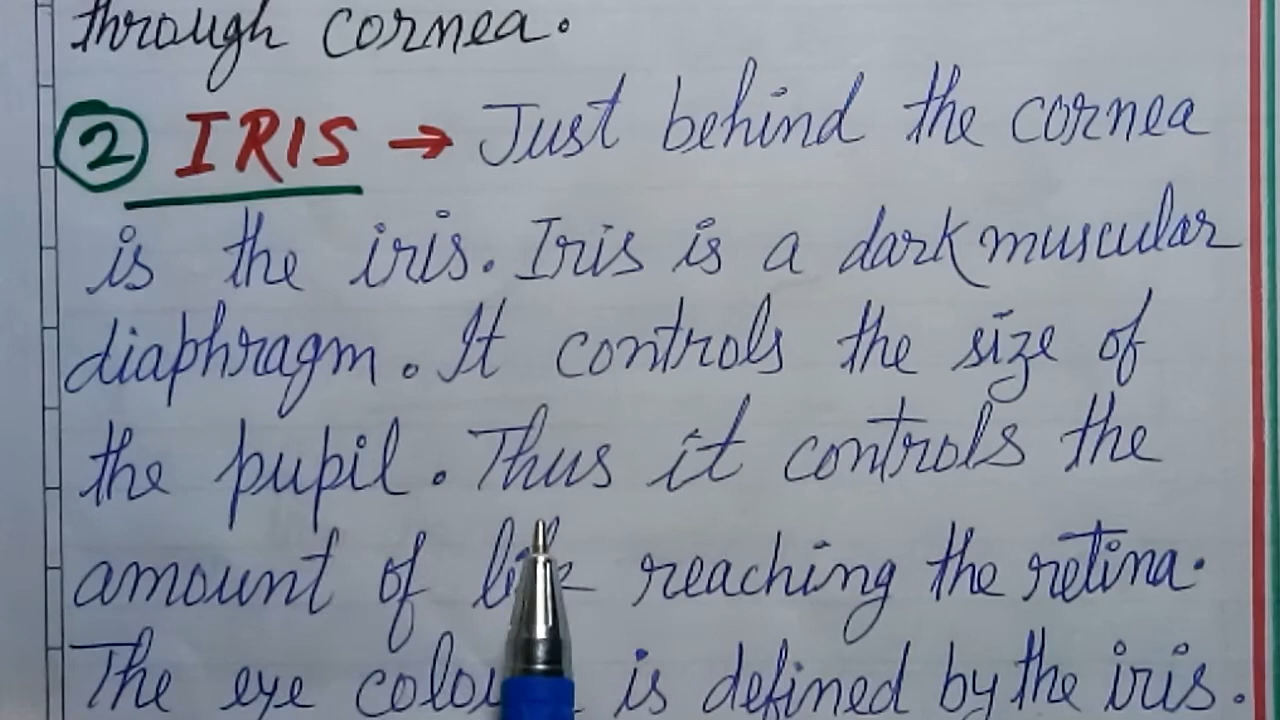 through cornea.
② IRIS → Just behind the cornea
is the iris. Iris is a dark muscular
diaphragm. It controls the size of
the pupil. Thus it controls the
amount of reaching the retina.
The eye is defined by the iris.